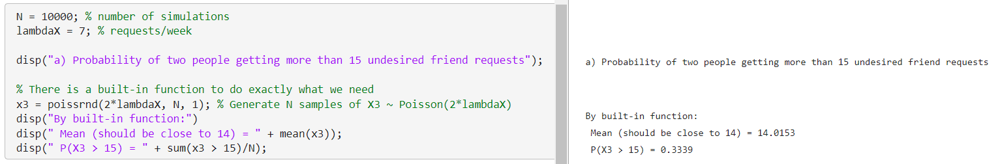 N = 10000; % number of simulations
lambdaX = 7; % requests/week
disp("a) Probability of two people getting more than 15 undesired friend requests");
% There is a built-in function to do exactly what we need
x3 = poissrnd(2*lambdaX, N, 1); % Generate N samples of X3 ~ Poisson(2*lambdaX)
disp("By built-in function:")
disp(" Mean (should be close to 14) = " + mean(x3));
disp(" P(X3 > 15) = " + sum(x3 > 15)/N);
a) Probability of two people getting more than 15 undesired friend requests
By built-in function:
Mean (should be close to 14) = 14.0153
P(X3 > 15) = 0.3339